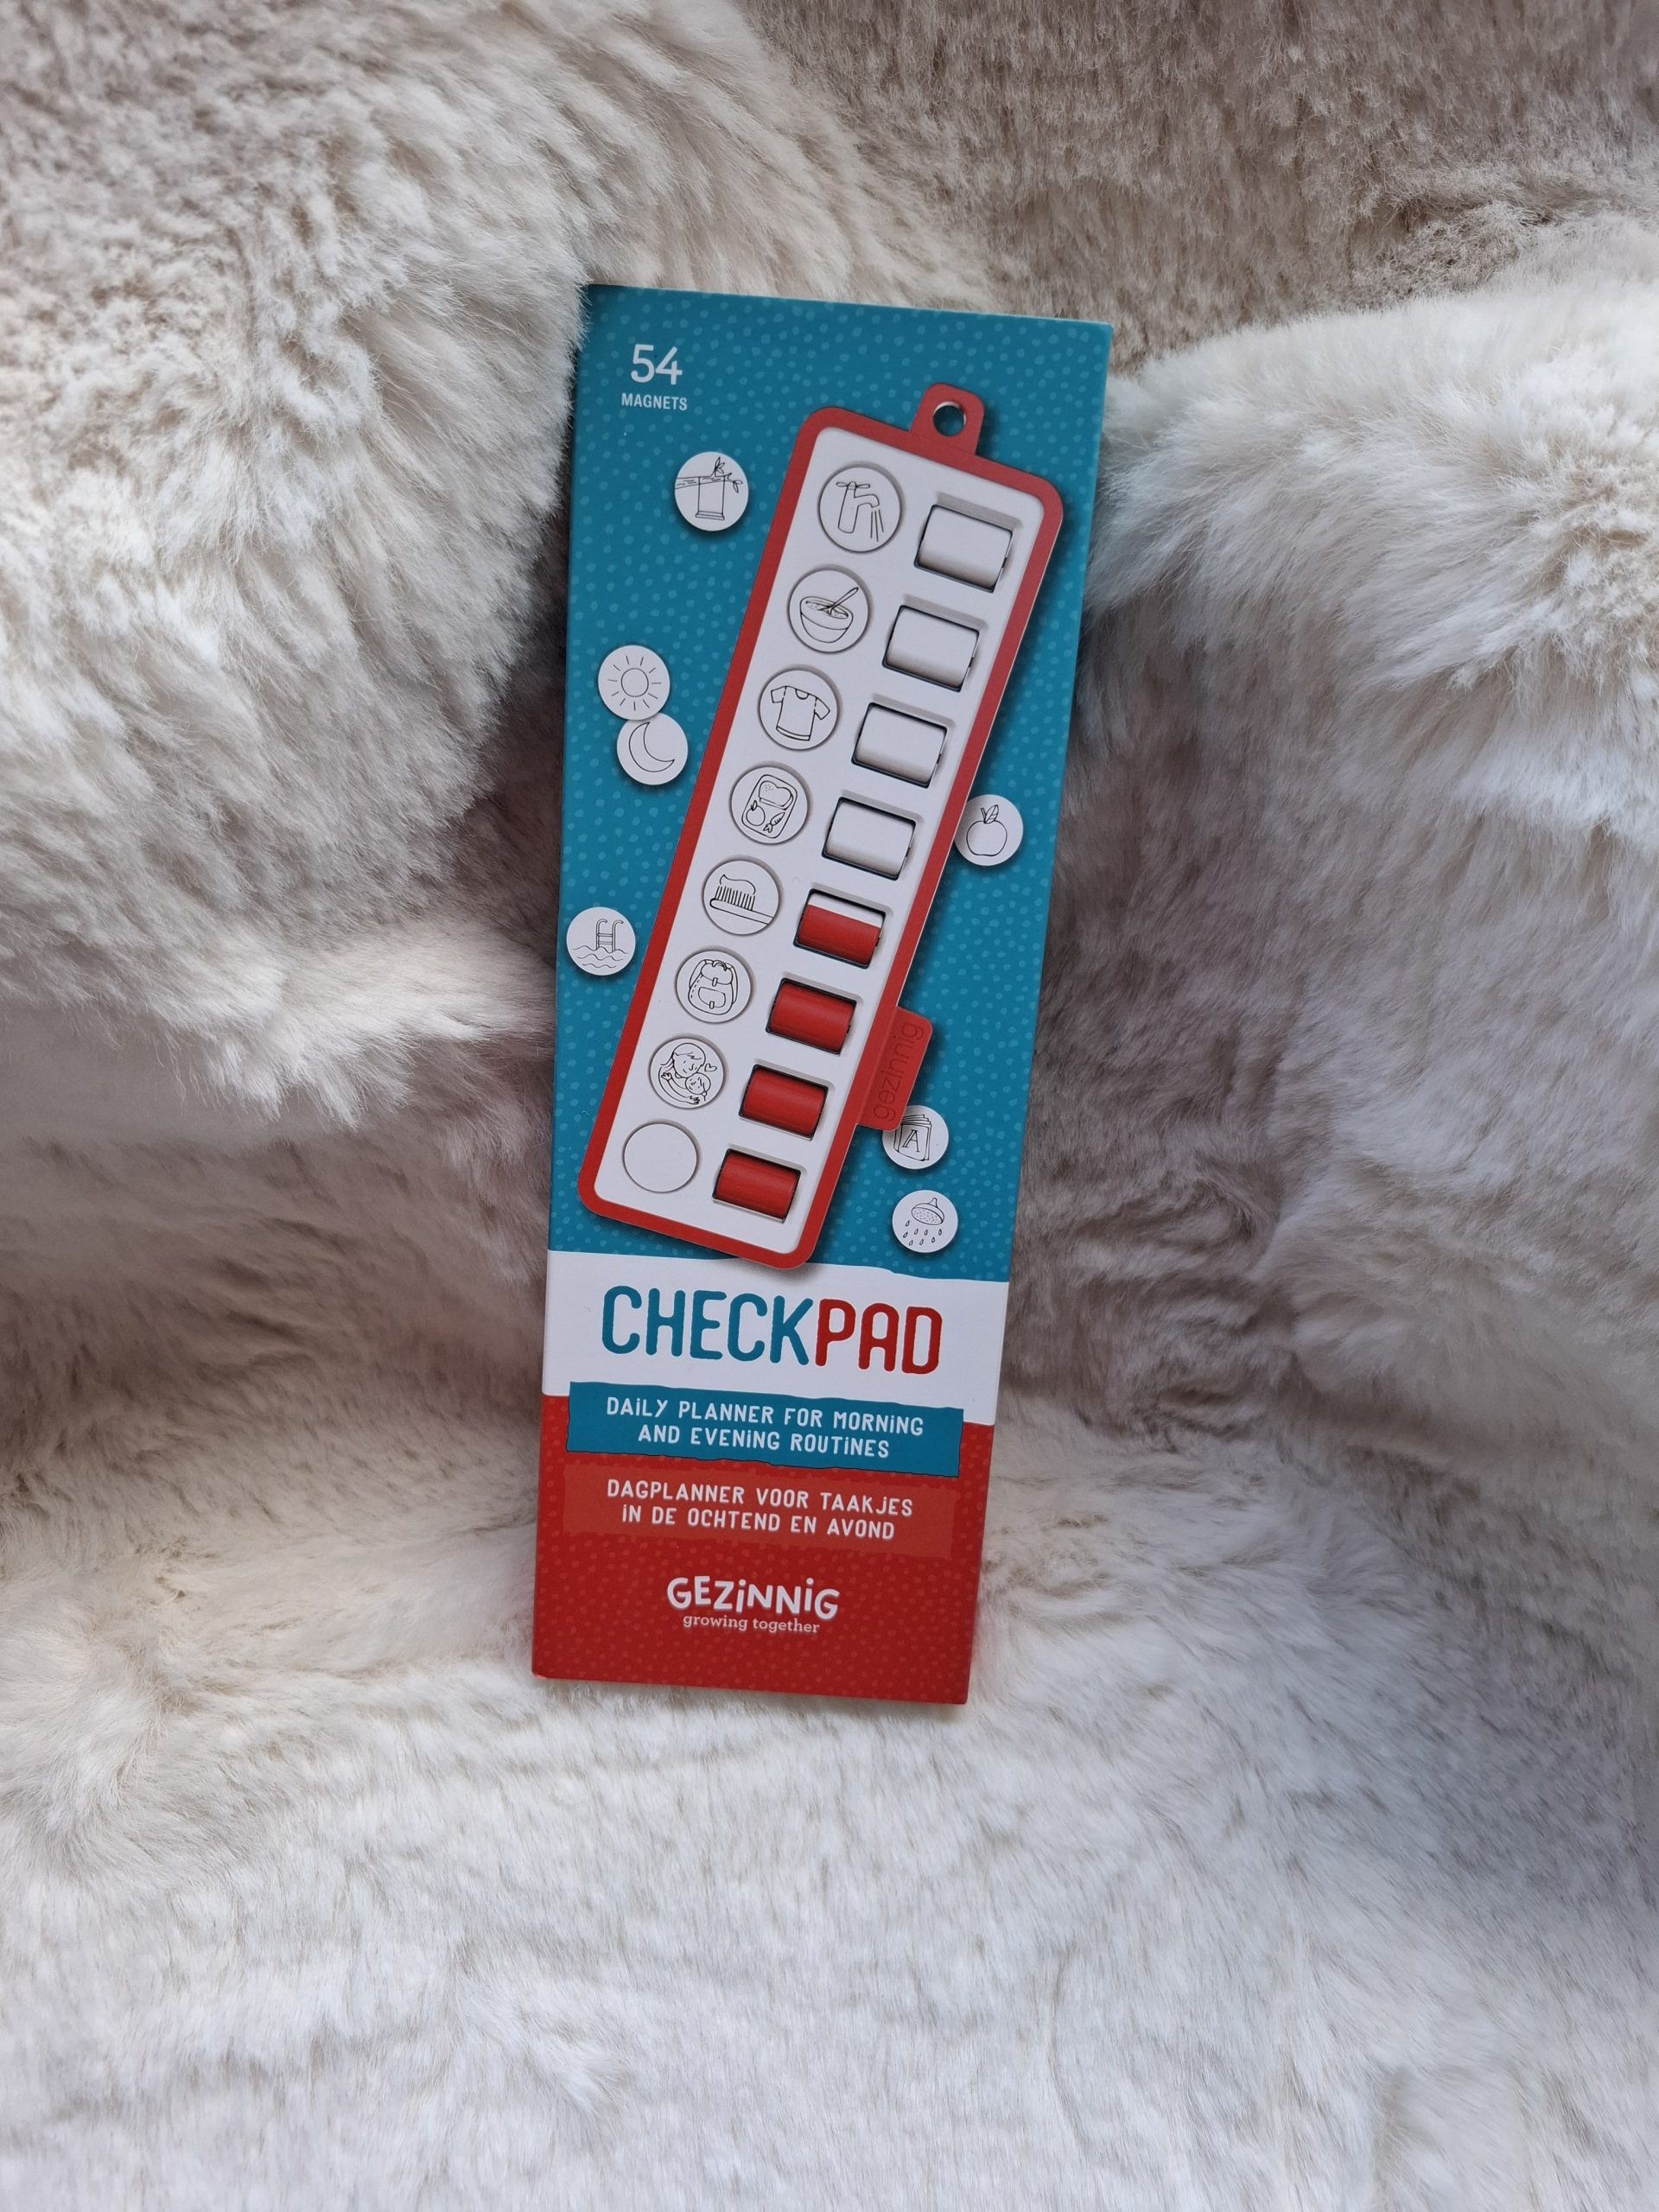 54
MAGNETS
gezinnig
A
CHECKPAD
DAILY PLANNER FOR MORNING
AND EVENING ROUTINES
DAGPLANNER VOOR TAAKJES
IN DE OCHTEND EN AVOND
GEZINNIG
growing together